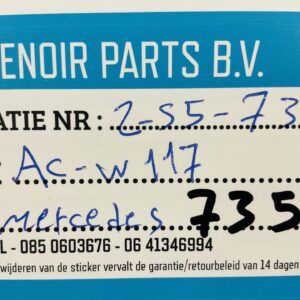 ENOIR PARTS B.V.
ATIE NR : 2-S5-73
: AC-W117
mercedes 735
L - 085 0603676 - 06 41346994
wijderen van de sticker vervalt de garantie/retourbeleid van 14 dagen